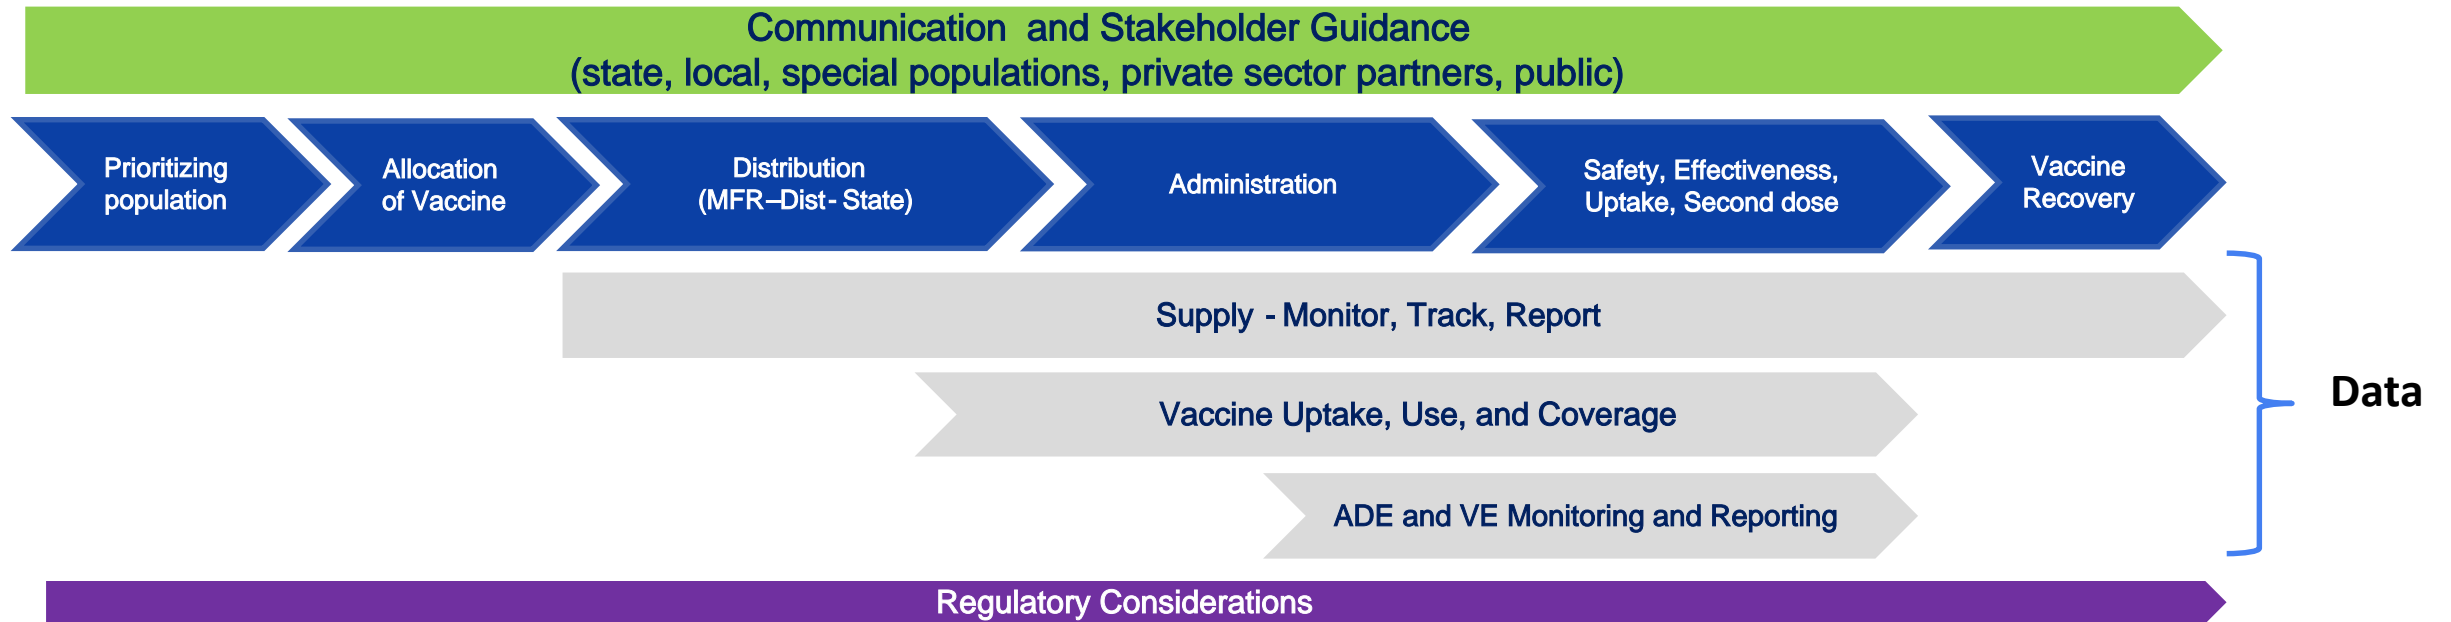 Communication and Stakeholder Guidance
(state, local, special populations, private sector partners, public)
Prioritizing
population
Allocation
of Vaccine
Distribution
(MFR–Dist- State)
Administration
Safety, Effectiveness,
Uptake, Second dose
Vaccine
Recovery
Supply - Monitor, Track, Report
Vaccine Uptake, Use, and Coverage
ADE and VE Monitoring and Reporting
Data
Regulatory Considerations